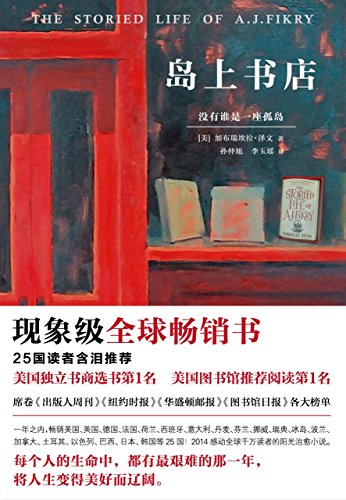 THE STORIED LIFE OF A.J.FIKRY
岛上书店
没有谁是一座孤岛
[美] 加布瑞埃拉·泽文 著
孙仲旭 李玉瑶 译
THE
STORIED
LIFE OF
A.J.FIKRY
GABRIELLE ZEVIN
现象级全球畅销书
25国读者含泪推荐
美国独立书商选书第1名 美国图书馆推荐阅读第1名
席卷《出版人周刊》《纽约时报》《华盛顿邮报》《图书馆日报》各大榜单
一年之内,畅销美国、英国、德国、法国、荷兰、西班牙、意大利、丹麦、芬兰、挪威、瑞典、冰岛、波兰、
加拿大、土耳其、以色列、巴西、日本、韩国等 25 国!2014 感动全球千万读者的阳光治愈小说。
每个人的生命中,都有最艰难的那一年,
将人生变得美好而辽阔。